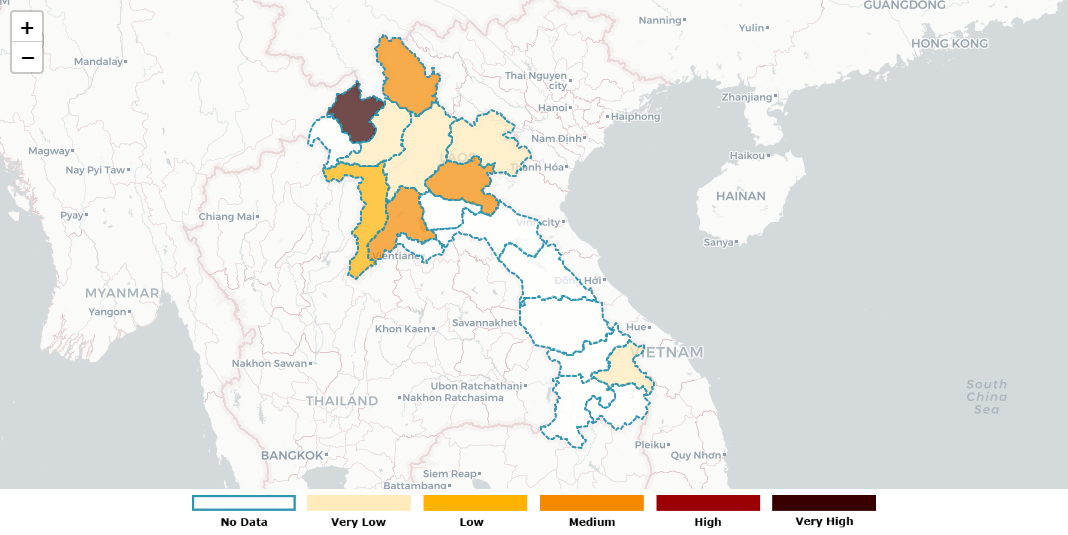 M
GUANGDONG
Nanning
Yulin
HONG KONG
+
−
Mandalay
Thai Nguyen
city
Zhanjiang
Hanoi
Haiphong
Magway
Nam Định
Haikou
Nay Pyi Taw
Thanh Hóa
HAINAN
Pyay
Chiang Mai
Vinh city
Sanya
Vientiane
Đồng Hới
MYANMAR
Yangon
Savannakhet
Hue
Khon Kaen
VIETNAM
Nakhon Sawan
Ubon Ratchathani
South
China
Sea
THAILAND
Nakhon Ratchasima
Pleiku
BANGKOK
Quy Nhơn
Siem Reap
Battambang
No Data
Very Low
Low
Medium
High
Very High